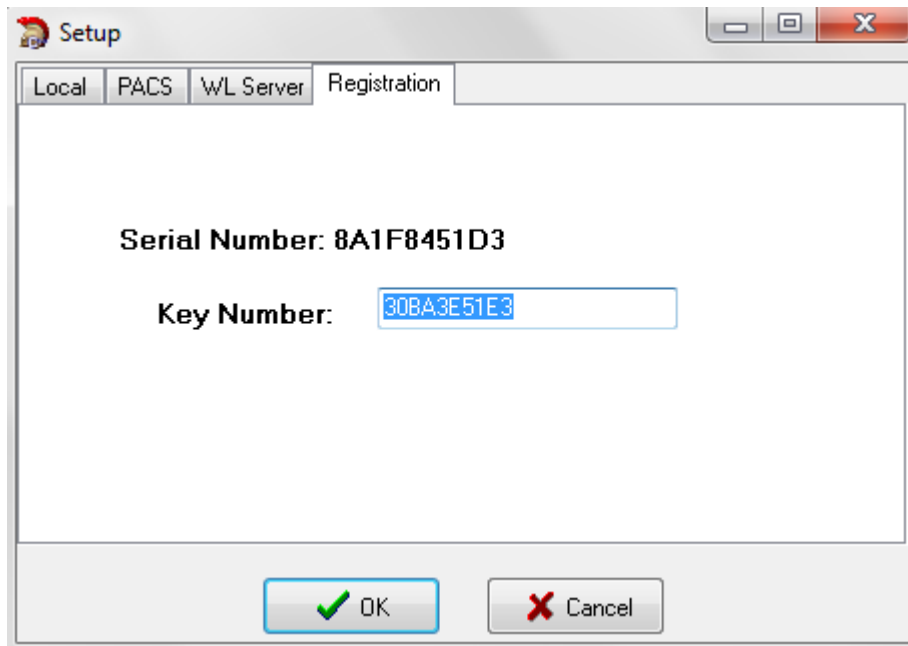 Setup
Local PACS WL Server Registration
Serial Number: 8A1F8451D3
Key Number: 30BA3E51E3
OK Cancel